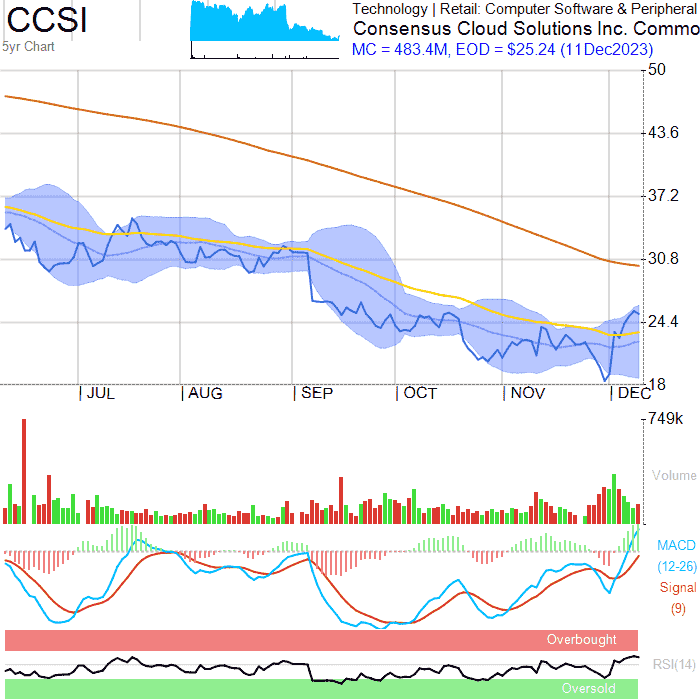 CCSI
5yr Chart
Technology | Retail: Computer Software & Peripheral
Consensus Cloud Solutions Inc. Commo
MC = 483.4M, EOD = $25.24 (11Dec2023)
50
43.6
37.2
30.8
24.4
18
JUL
AUG
SEP
OCT
NOV
DEC
749k
Volume
MACD
(12-26)
Signal
(9)
Overbought
RSI(14)
Oversold